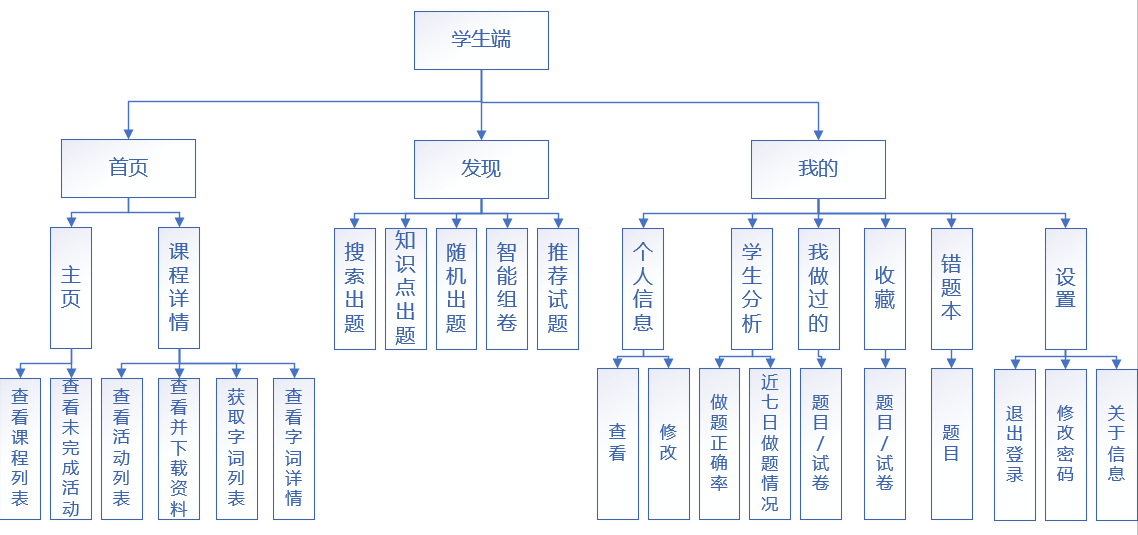 学生端
首页
发现
我的
主页
课程详情
搜索出题
知识点出题
随机出题
智能组卷
推荐试题
个人信息
学生分析
我做过的
收藏
错题本
设置
查看课程列表
查看未完成活动
查看活动列表
查看并下载资料
获取字词列表
查看字词详情
查看
修改
做题正确率
近七日做题情况
题目/试卷
题目/试卷
题目
退出登录
修改密码
关于信息